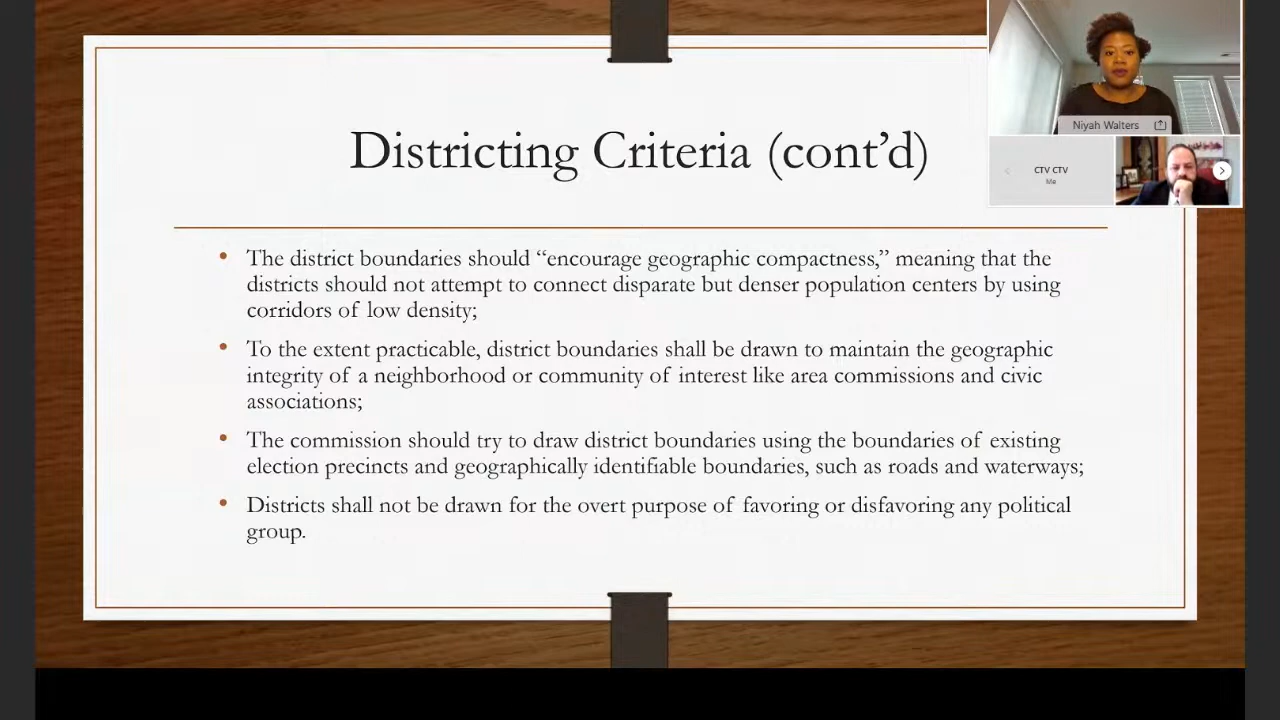 Districting Criteria (cont’d)
• The district boundaries should “encourage geographic compactness,” meaning that the
districts should not attempt to connect disparate but denser population centers by using
corridors of low density;
• To the extent practicable, district boundaries shall be drawn to maintain the geographic
integrity of a neighborhood or community of interest like area commissions and civic
associations;
• The commission should try to draw district boundaries using the boundaries of existing
election precincts and geographically identifiable boundaries, such as roads and waterways;
• Districts shall not be drawn for the overt purpose of favoring or disfavoring any political
group.
Niyah Walters
CTV CTV
Me